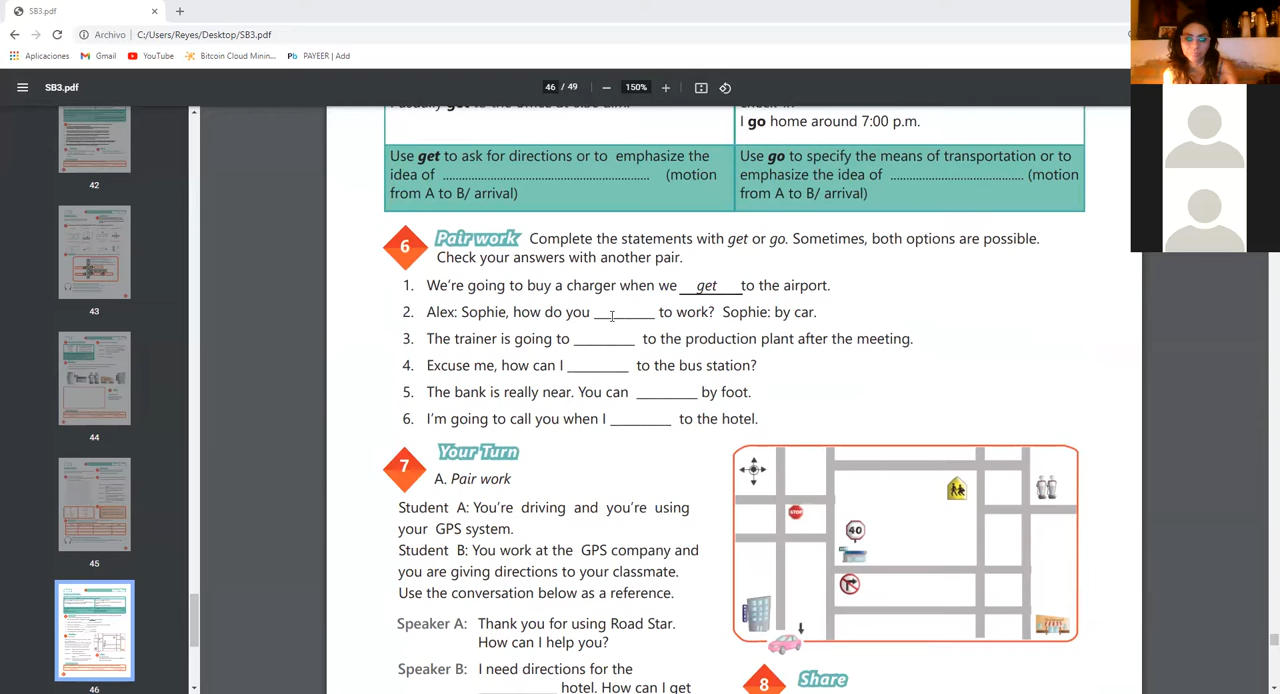 SB3.pdf
Archivo
C:/Users/Reyes/Desktop/SB3.pdf
Aplicaciones
Gmail
YouTube
Bitcoin Cloud Minin...
Pb PAYEER | Add
SB3.pdf
46 / 49
150%
42
43
44
45
46
I go home around 7:00 p.m.
Use get to ask for directions or to emphasize the
idea of ........................................................ (motion
from A to B/ arrival)
Use go to specify the means of transportation or to
emphasize the idea of .................................... (motion
from A to B/ arrival)
6 Pair work Complete the statements with get or go. Sometimes, both options are possible.
Check your answers with another pair.
1. We're going to buy a charger when we __get__ to the airport.
2. Alex: Sophie, how do you _______ to work? Sophie: by car.
3. The trainer is going to _______ to the production plant after the meeting.
4. Excuse me, how can I _______ to the bus station?
5. The bank is really near. You can _______ by foot.
6. I'm going to call you when I _______ to the hotel.
7 Your Turn
A. Pair work
Student A: You're driving and you're using
your GPS system.
Student B: You work at the GPS company and
you are giving directions to your classmate.
Use the conversation below as a reference.
Speaker A: Thank you for using Road Star.
How can I help you?
Speaker B: I need directions for the
_________ hotel. How can I get
STOP
40
8 Share